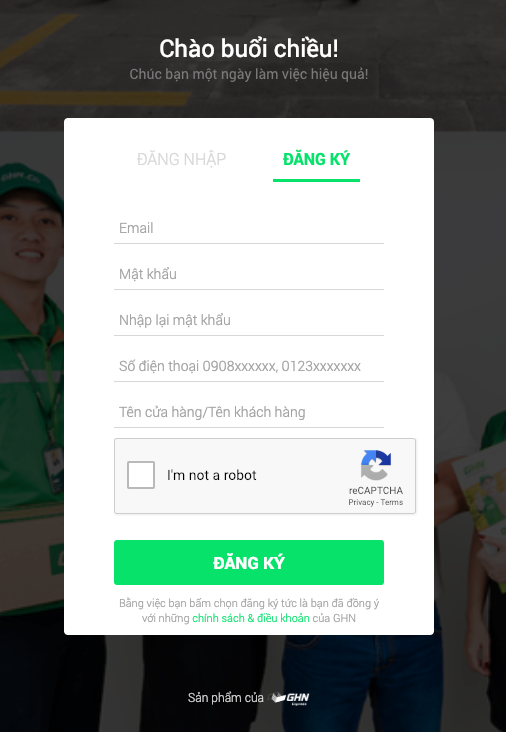 Chào buổi chiều!
Chúc bạn một ngày làm việc hiệu quả!
ĐĂNG NHẬP
ĐĂNG KÝ
Email
Mật khẩu
Nhập lại mật khẩu
Số điện thoại 0908xxxxxx, 0123xxxxxxx
Tên cửa hàng/Tên khách hàng
I'm not a robot
reCAPTCHA
Privacy - Terms
ĐĂNG KÝ
Bằng việc bạn bấm chọn đăng ký tức là bạn đã đồng ý
với những chính sách & điều khoản của GHN
Sản phẩm của GHN
Express